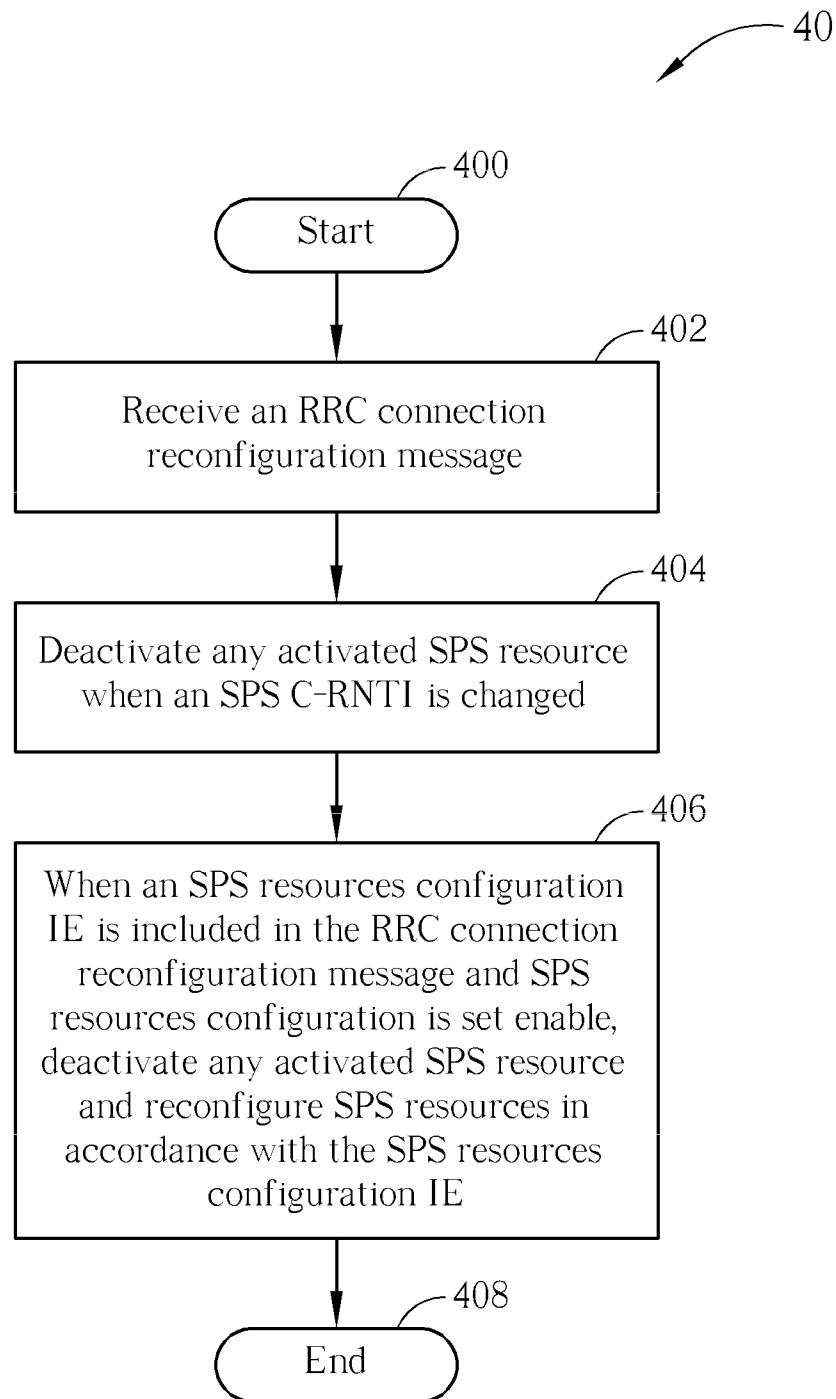 40
400
Start
402
Receive an RRC connection
reconfiguration message
404
Deactivate any activated SPS resource
when an SPS C-RNTI is changed
406
When an SPS resources configuration
IE is included in the RRC connection
reconfiguration message and SPS
resources configuration is set enable,
deactivate any activated SPS resource
and reconfigure SPS resources in
accordance with the SPS resources
configuration IE
408
End